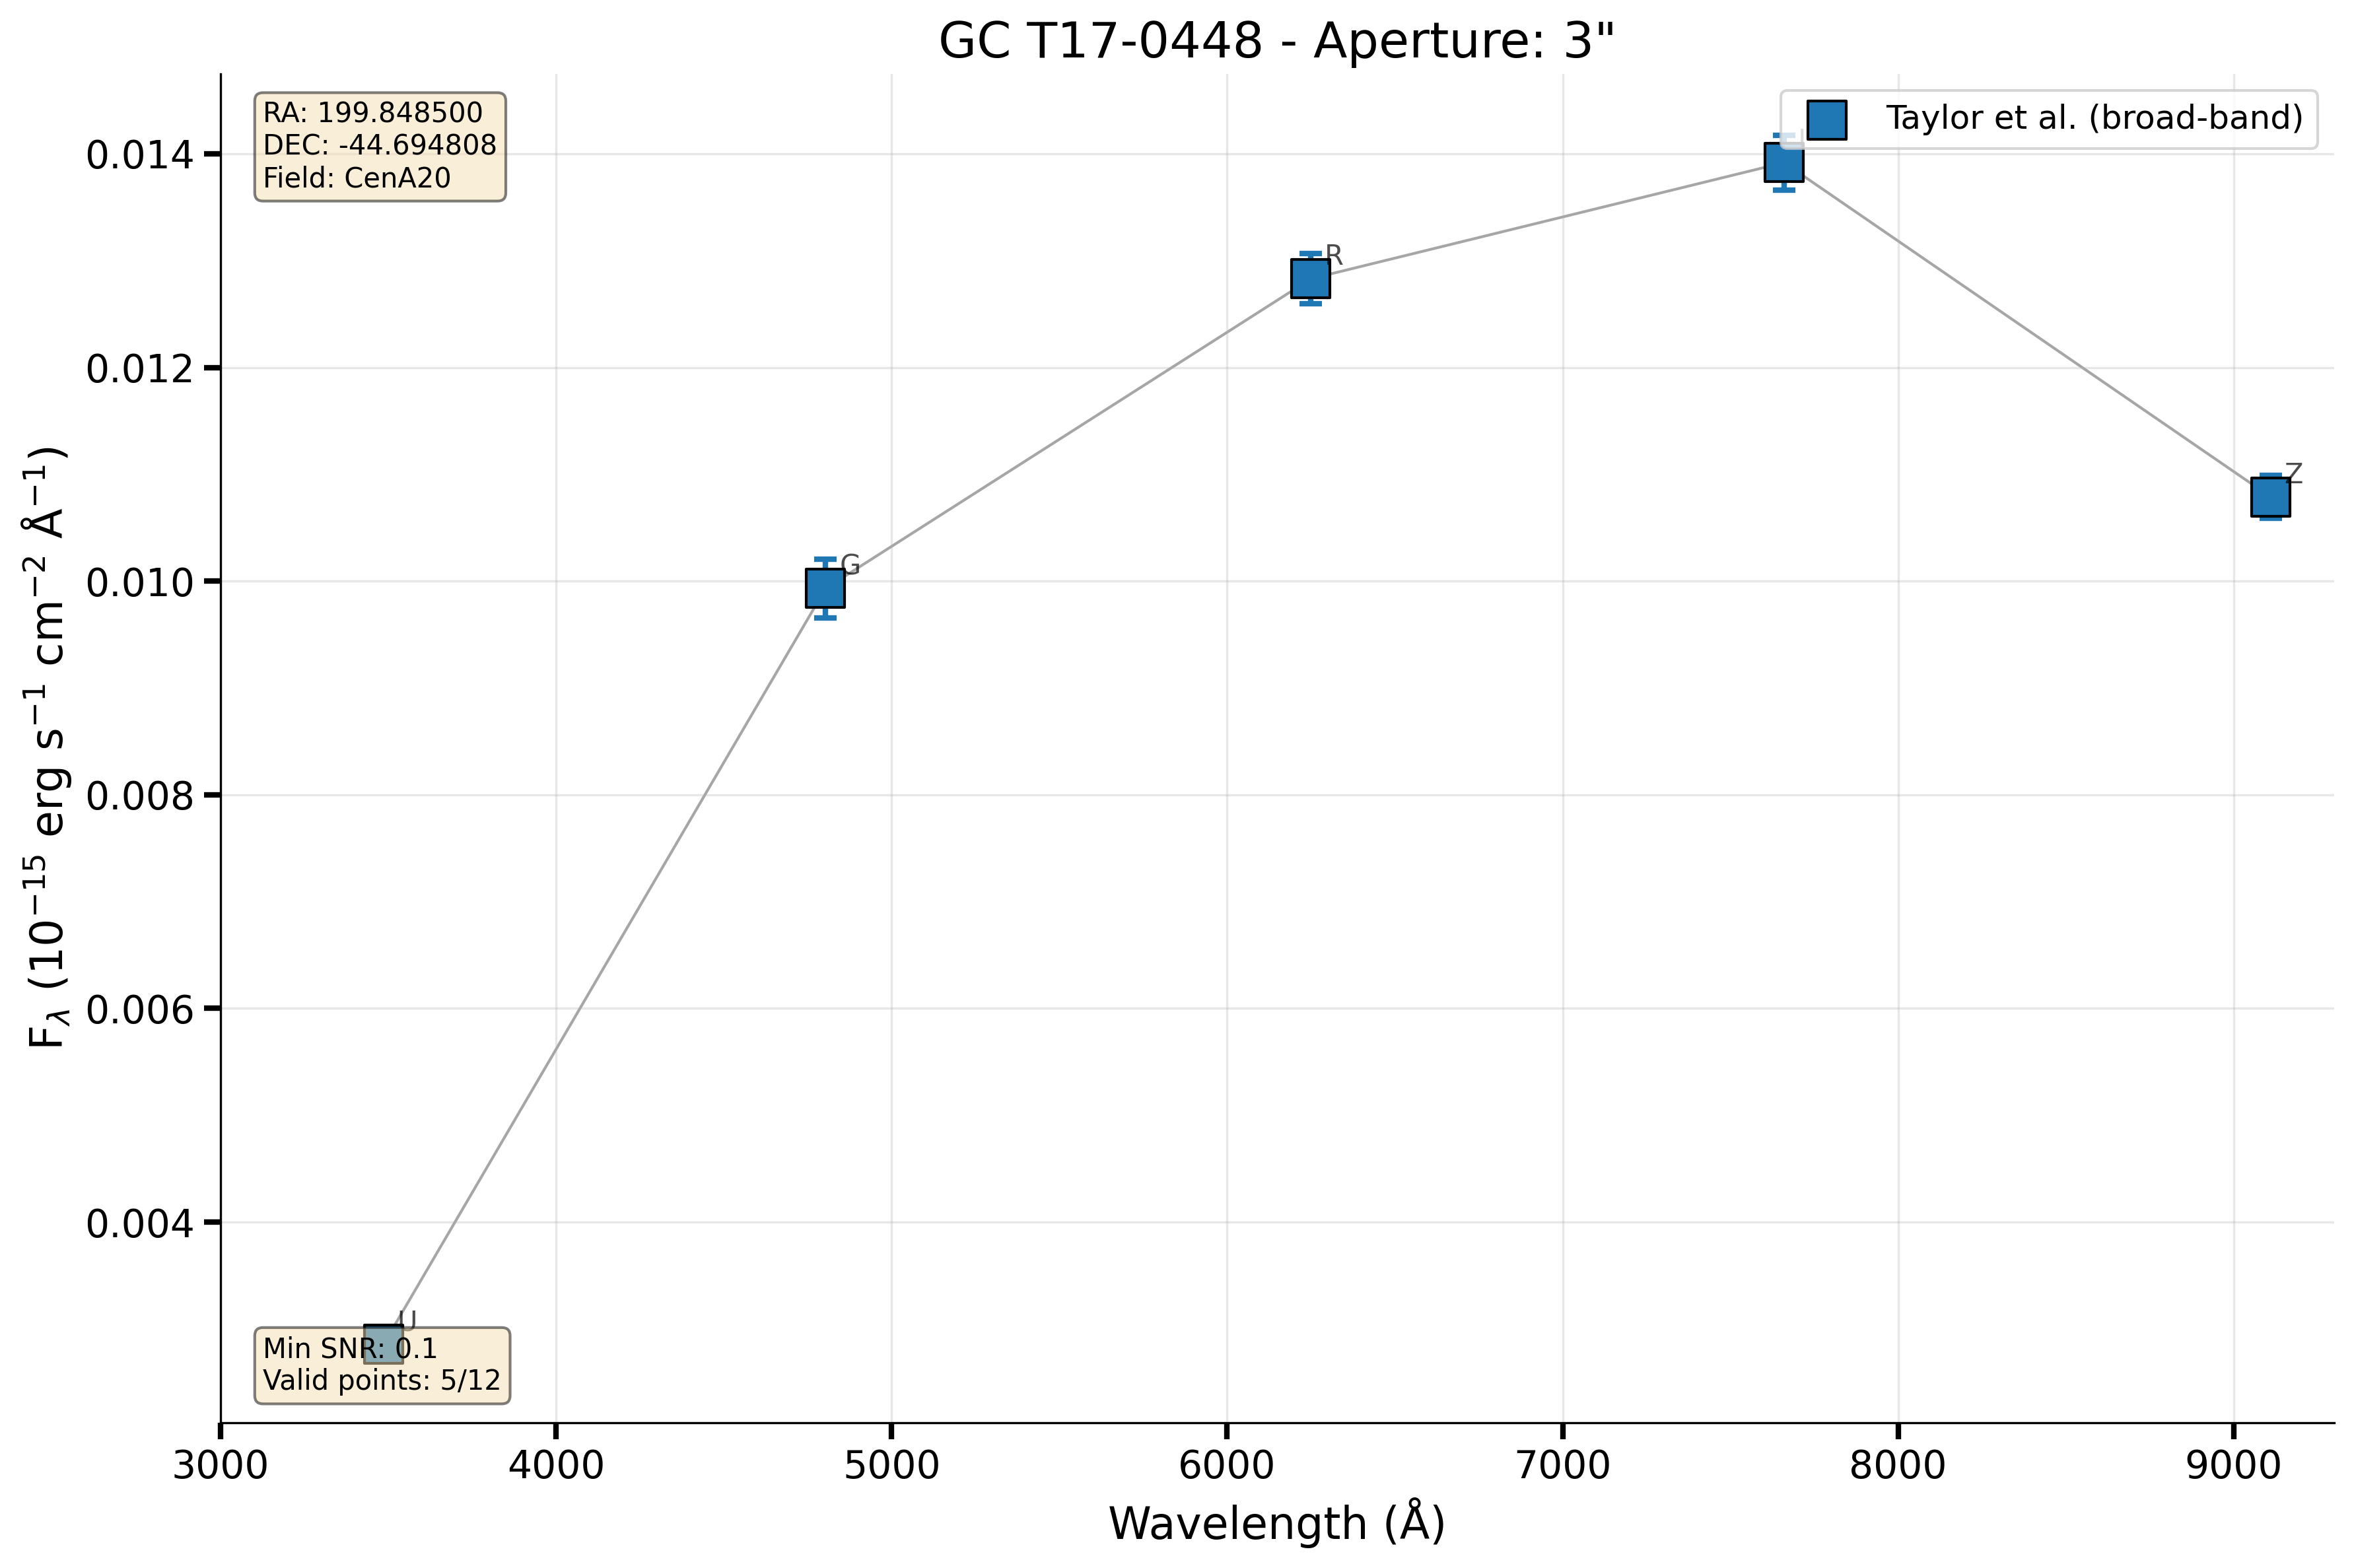 GC T17-0448 - Aperture: 3"
RA: 199.848500
DEC: -44.694808
Field: CenA20
Taylor et al. (broad-band)
I
R
Z
G
U
Min SNR: 0.1
Valid points: 5/12
0.014
0.012
0.010
0.008
0.006
0.004
F_λ (10⁻¹⁵ erg s⁻¹ cm⁻² Å⁻¹)
3000 4000 5000 6000 7000 8000 9000
Wavelength (Å)